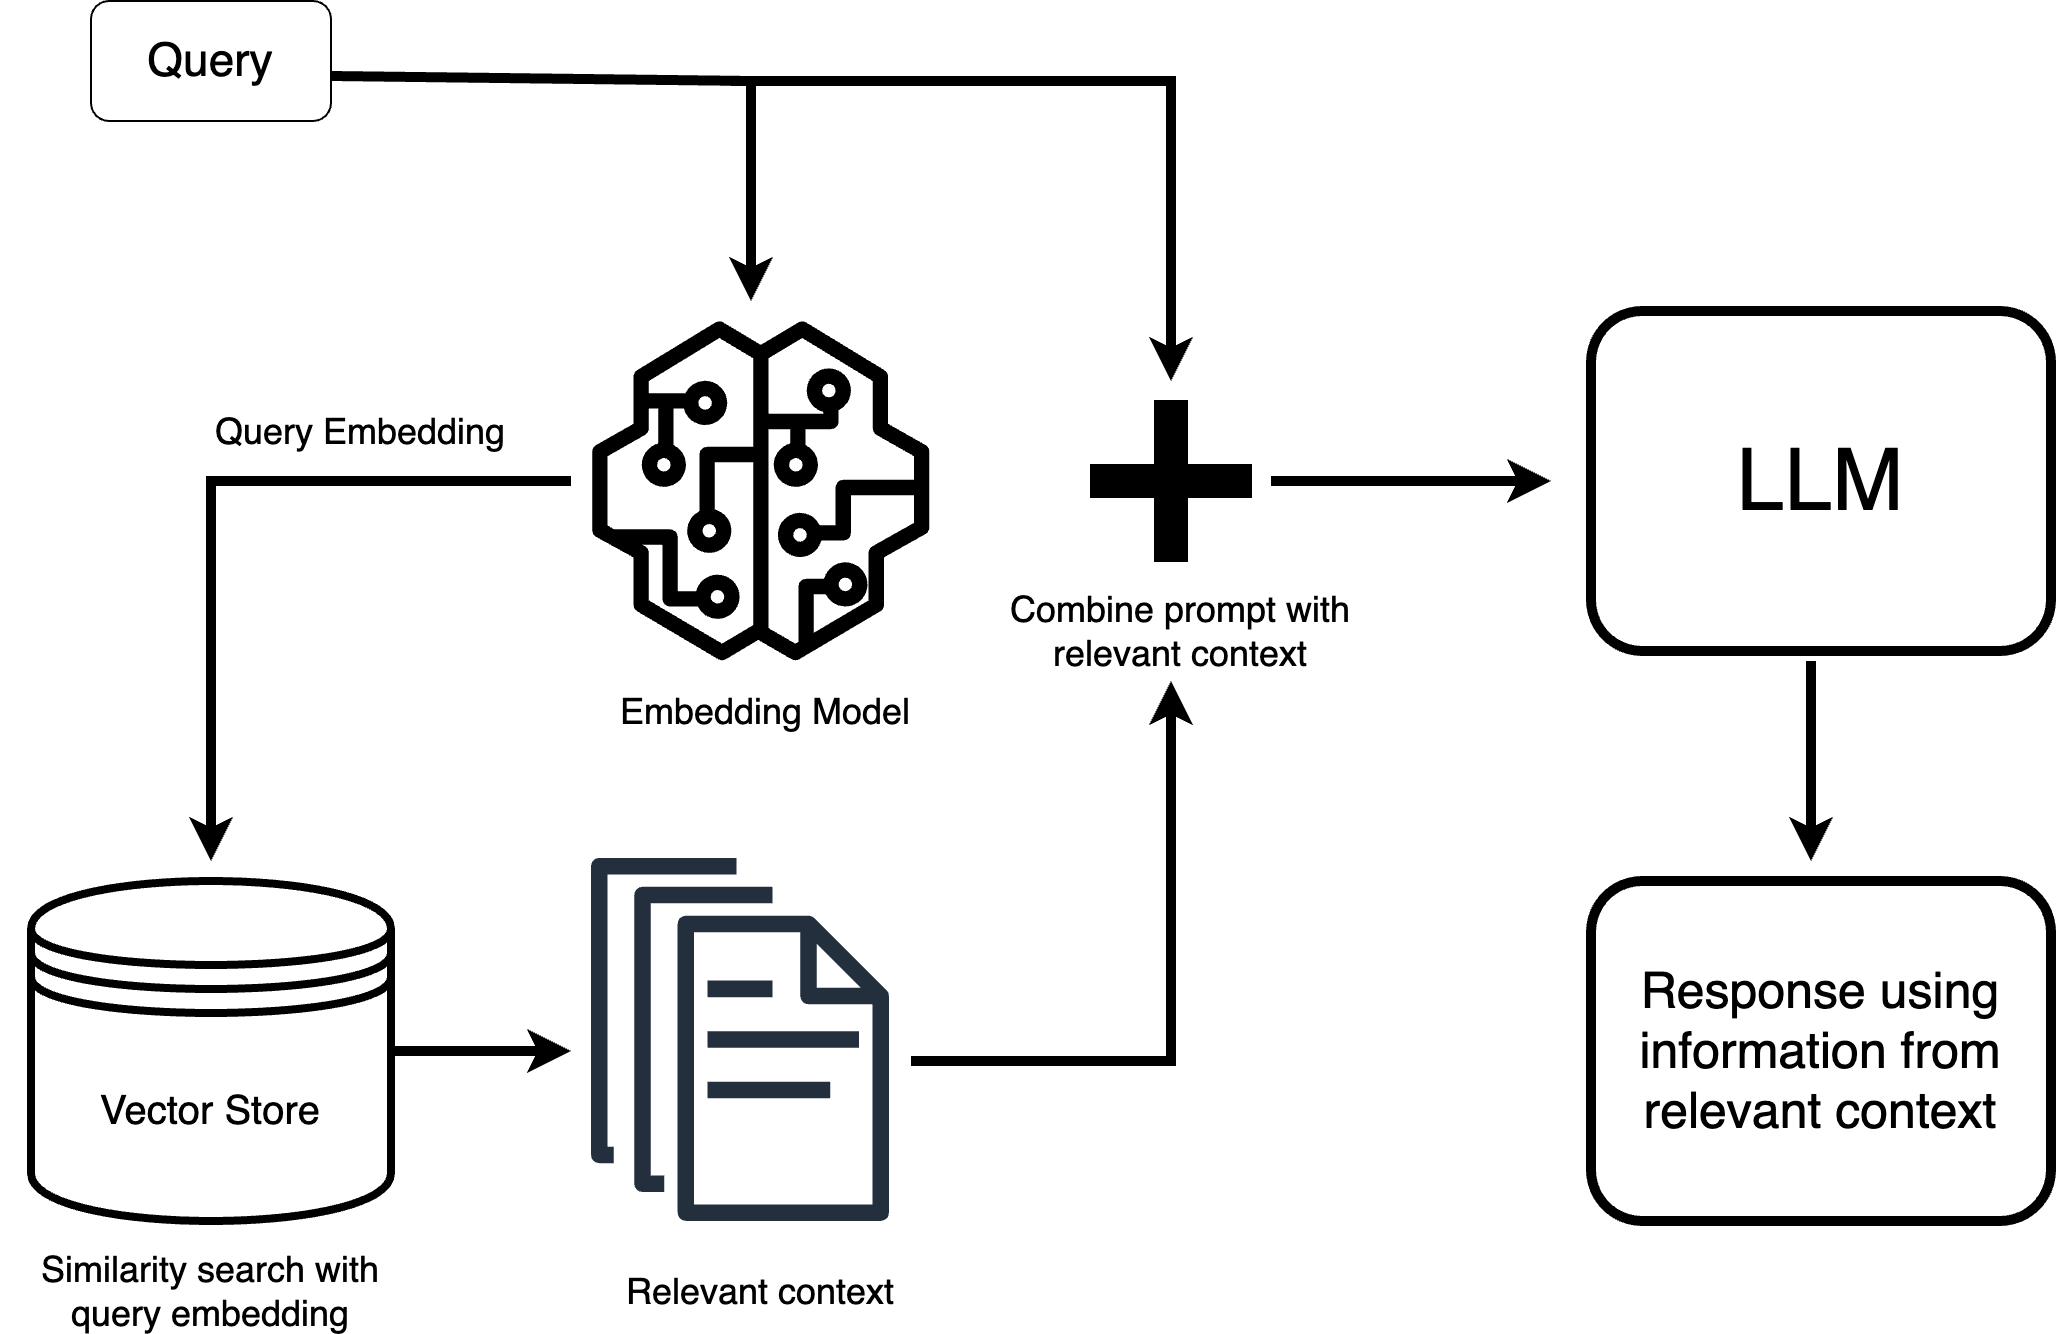 Query
Query Embedding
Embedding Model
Combine prompt with
relevant context
LLM
Vector Store
Similarity search with
query embedding
Relevant context
Response using
information from
relevant context